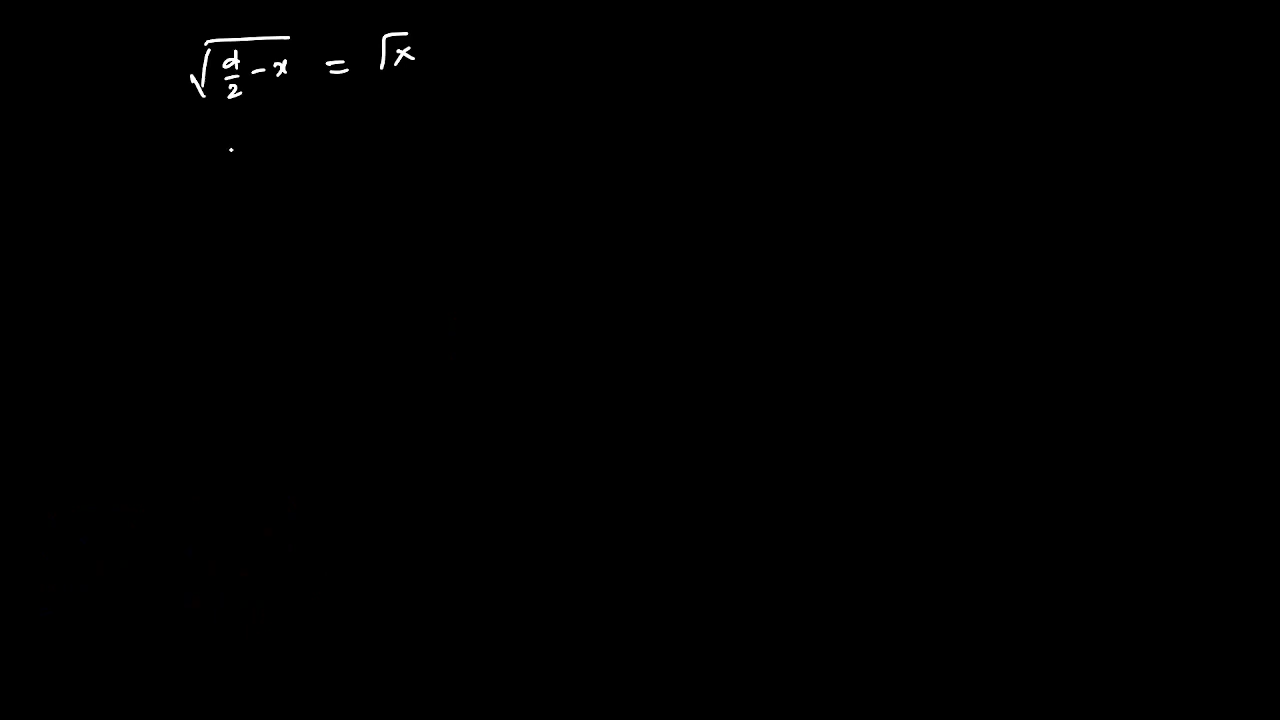 √(d/2 - x) = √x